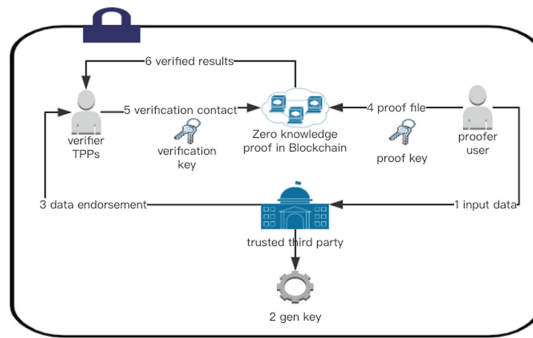 6 verified results
5 verification contact
4 proof file
verifier
TPPs
verification
key
Zero knowledge
proof in Blockchain
proof key
proofer
user
3 data endorsement
1 input data
trusted third party
2 gen key